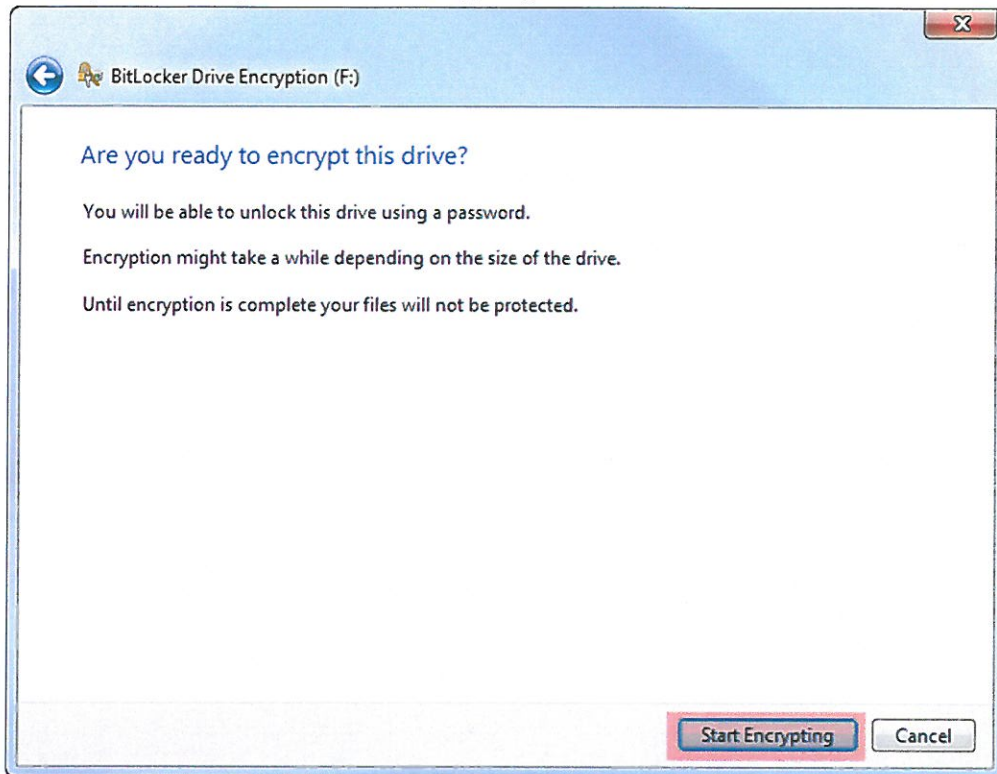 BitLocker Drive Encryption (F:)
Are you ready to encrypt this drive?
You will be able to unlock this drive using a password.
Encryption might take a while depending on the size of the drive.
Until encryption is complete your files will not be protected.
Start Encrypting
Cancel